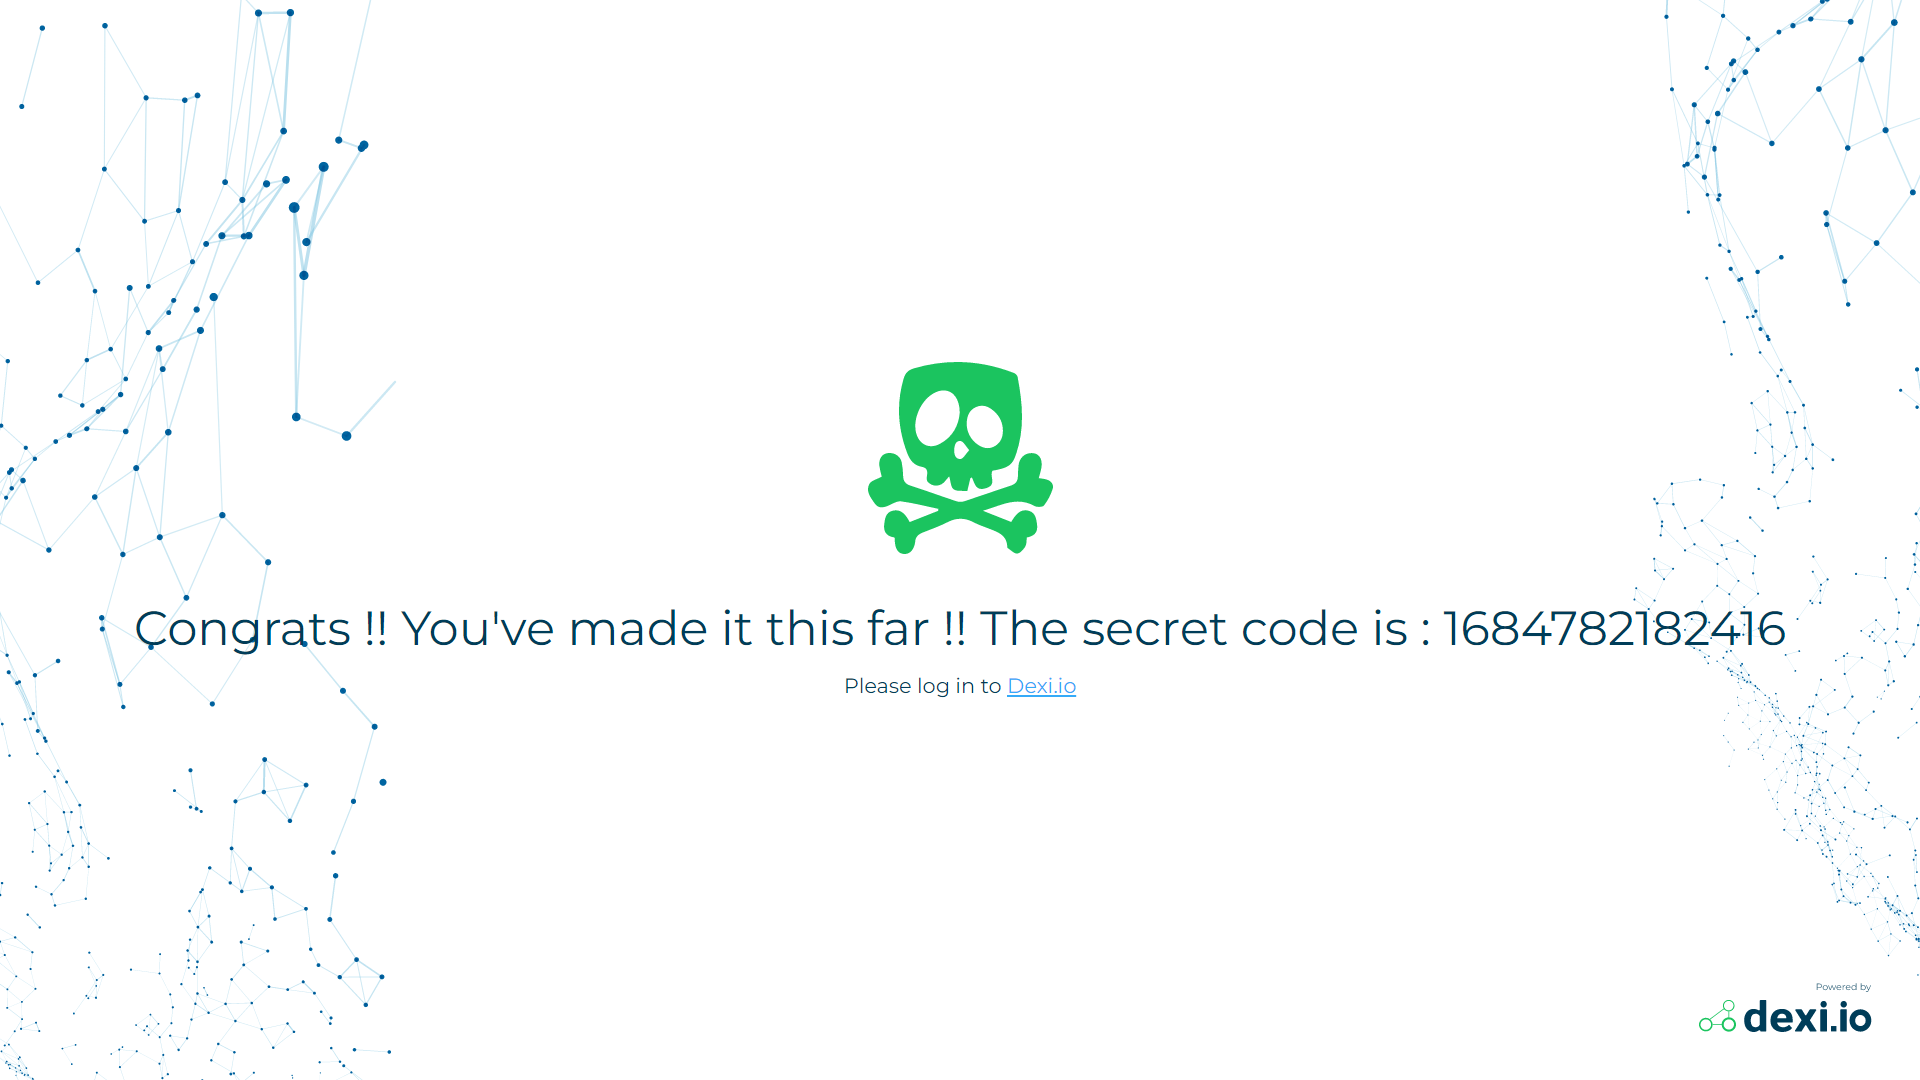 Congrats !! You've made it this far !! The secret code is : 1684782182416
Please log in to Dexi.io
Powered by
dexi.io